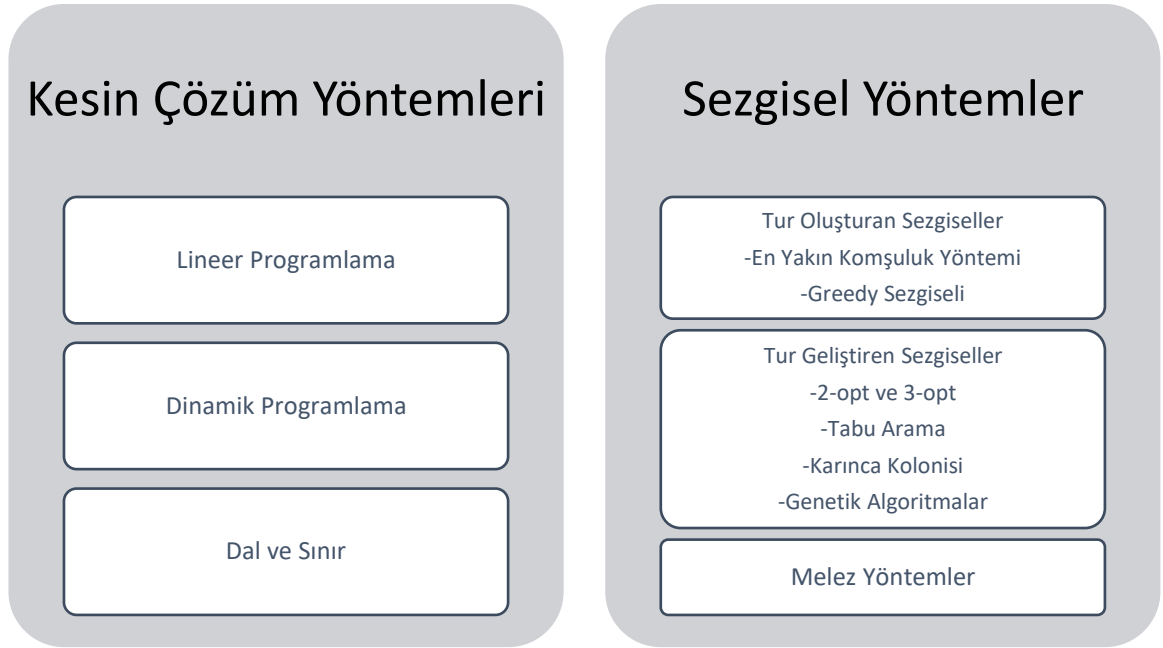 Kesin Çözüm Yöntemleri
Lineer Programlama
Dinamik Programlama
Dal ve Sınır
Sezgisel Yöntemler
Tur Oluşturan Sezgiseller
-En Yakın Komşuluk Yöntemi
-Greedy Sezgiseli
Tur Geliştiren Sezgiseller
-2-opt ve 3-opt
-Tabu Arama
-Karınca Kolonisi
-Genetik Algoritmalar
Melez Yöntemler